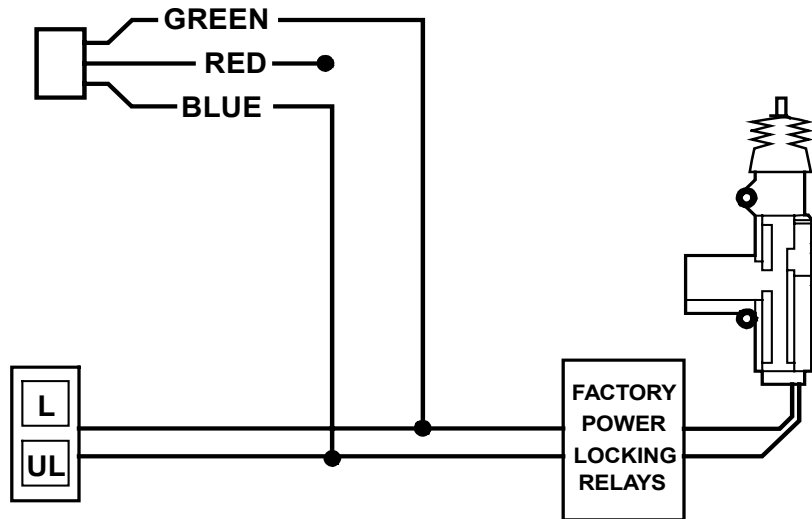 GREEN
RED
BLUE
L
UL
FACTORY
POWER
LOCKING
RELAYS